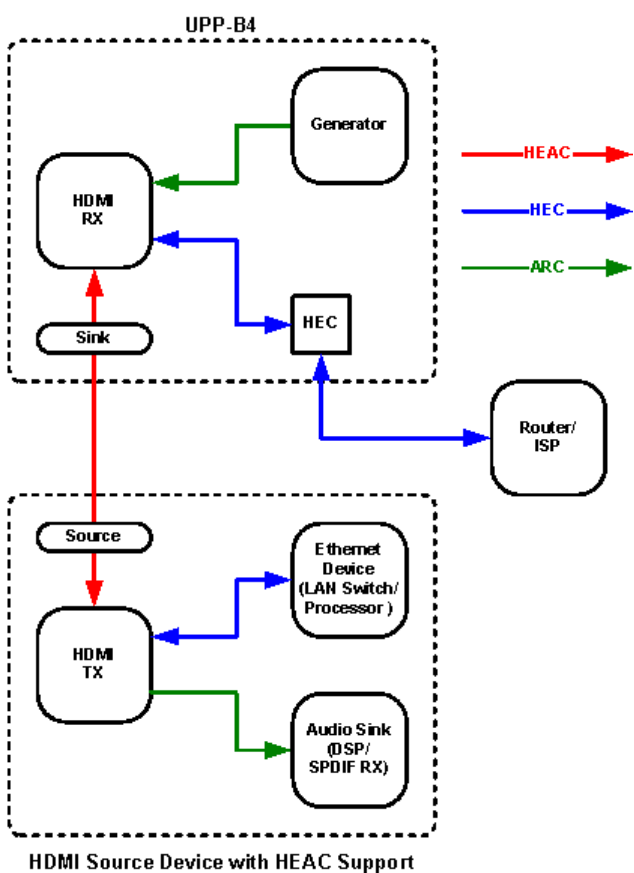 UPP-B4
Generator
HDMI
RX
HEAC
HEC
ARC
HEC
Sink
Router/
ISP
Source
Ethernet
Device
(LAN Switch/
Processor )
HDMI
TX
Audio Sink
(DSP/
SPDIF RX)
HDMI Source Device with HEAC Support